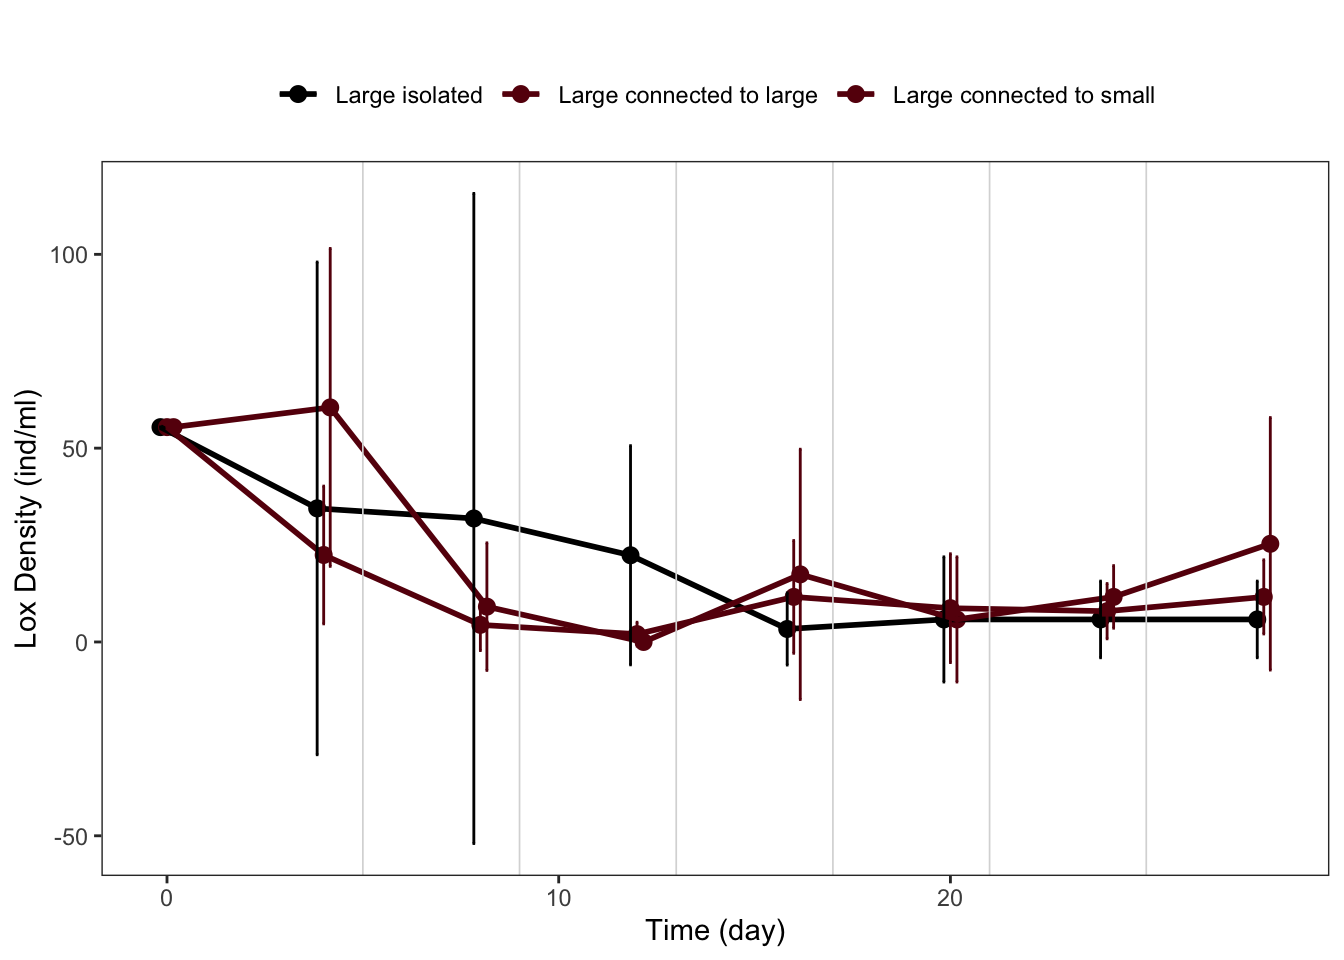 Large isolated Large connected to large Large connected to small
100
50
0
-50
Lox Density (ind/ml)
0 10 20
Time (day)